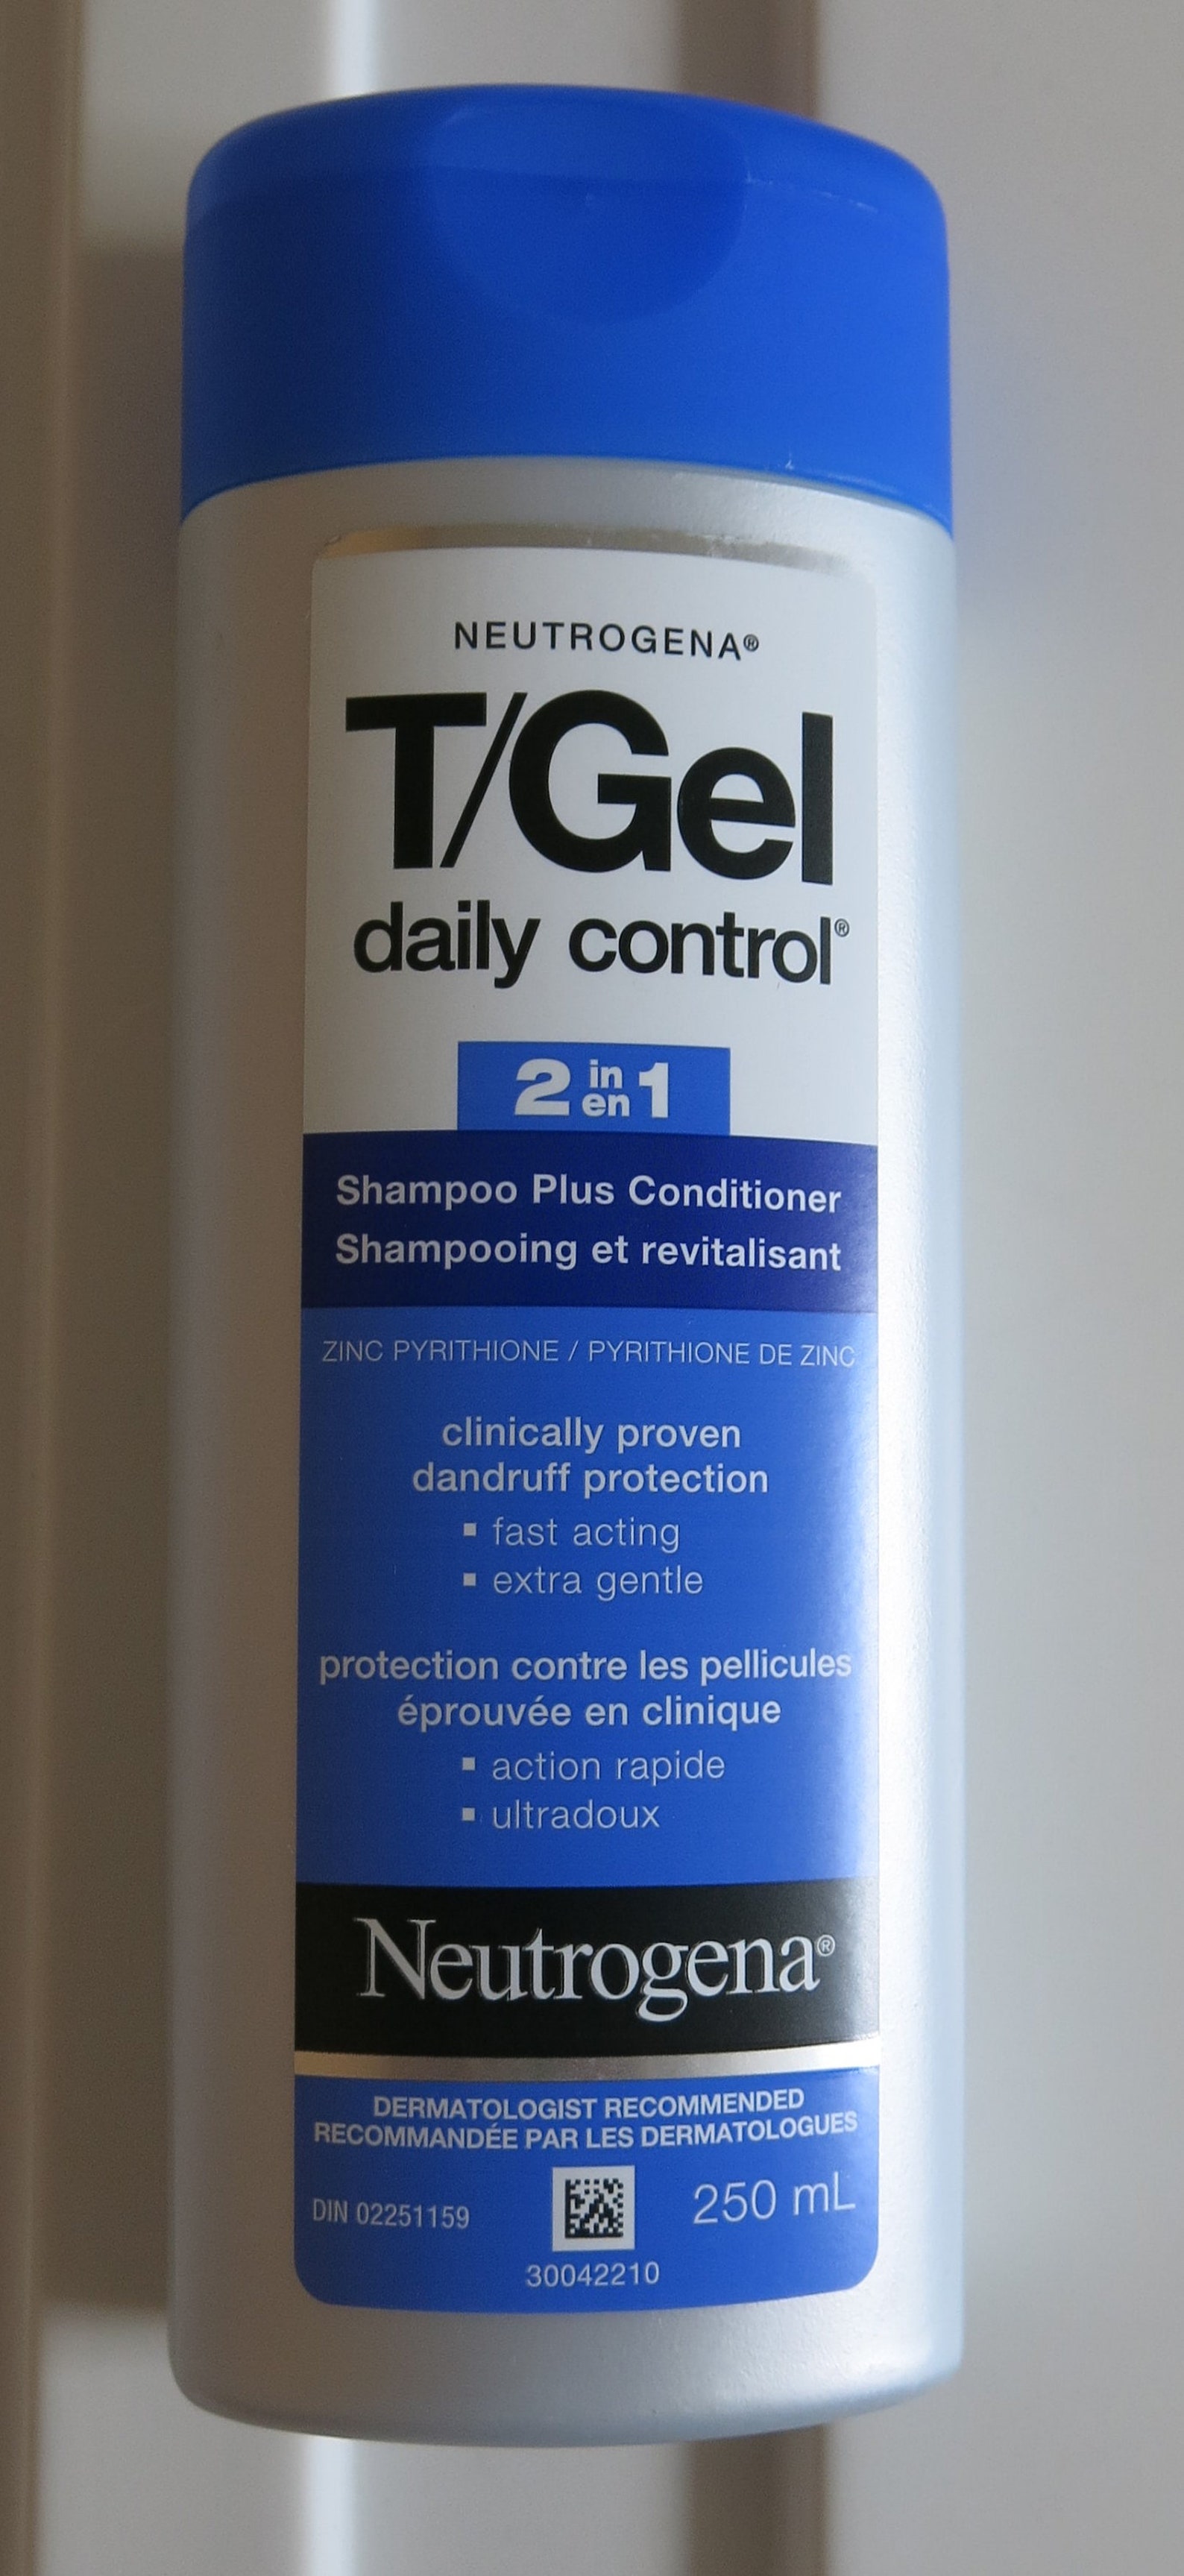 NEUTROGENA®
T/Gel
daily control®
2 in en 1
Shampoo Plus Conditioner
Shampooing et revitalisant
ZINC PYRITHIONE / PYRITHIONE DE ZINC
clinically proven
dandruff protection
▪ fast acting
▪ extra gentle
protection contre les pellicules
éprouvée en clinique
▪ action rapide
▪ ultradoux
Neutrogena®
DERMATOLOGIST RECOMMENDED
RECOMMANDÉE PAR LES DERMATOLOGUES
DIN 02251159
250 mL
30042210